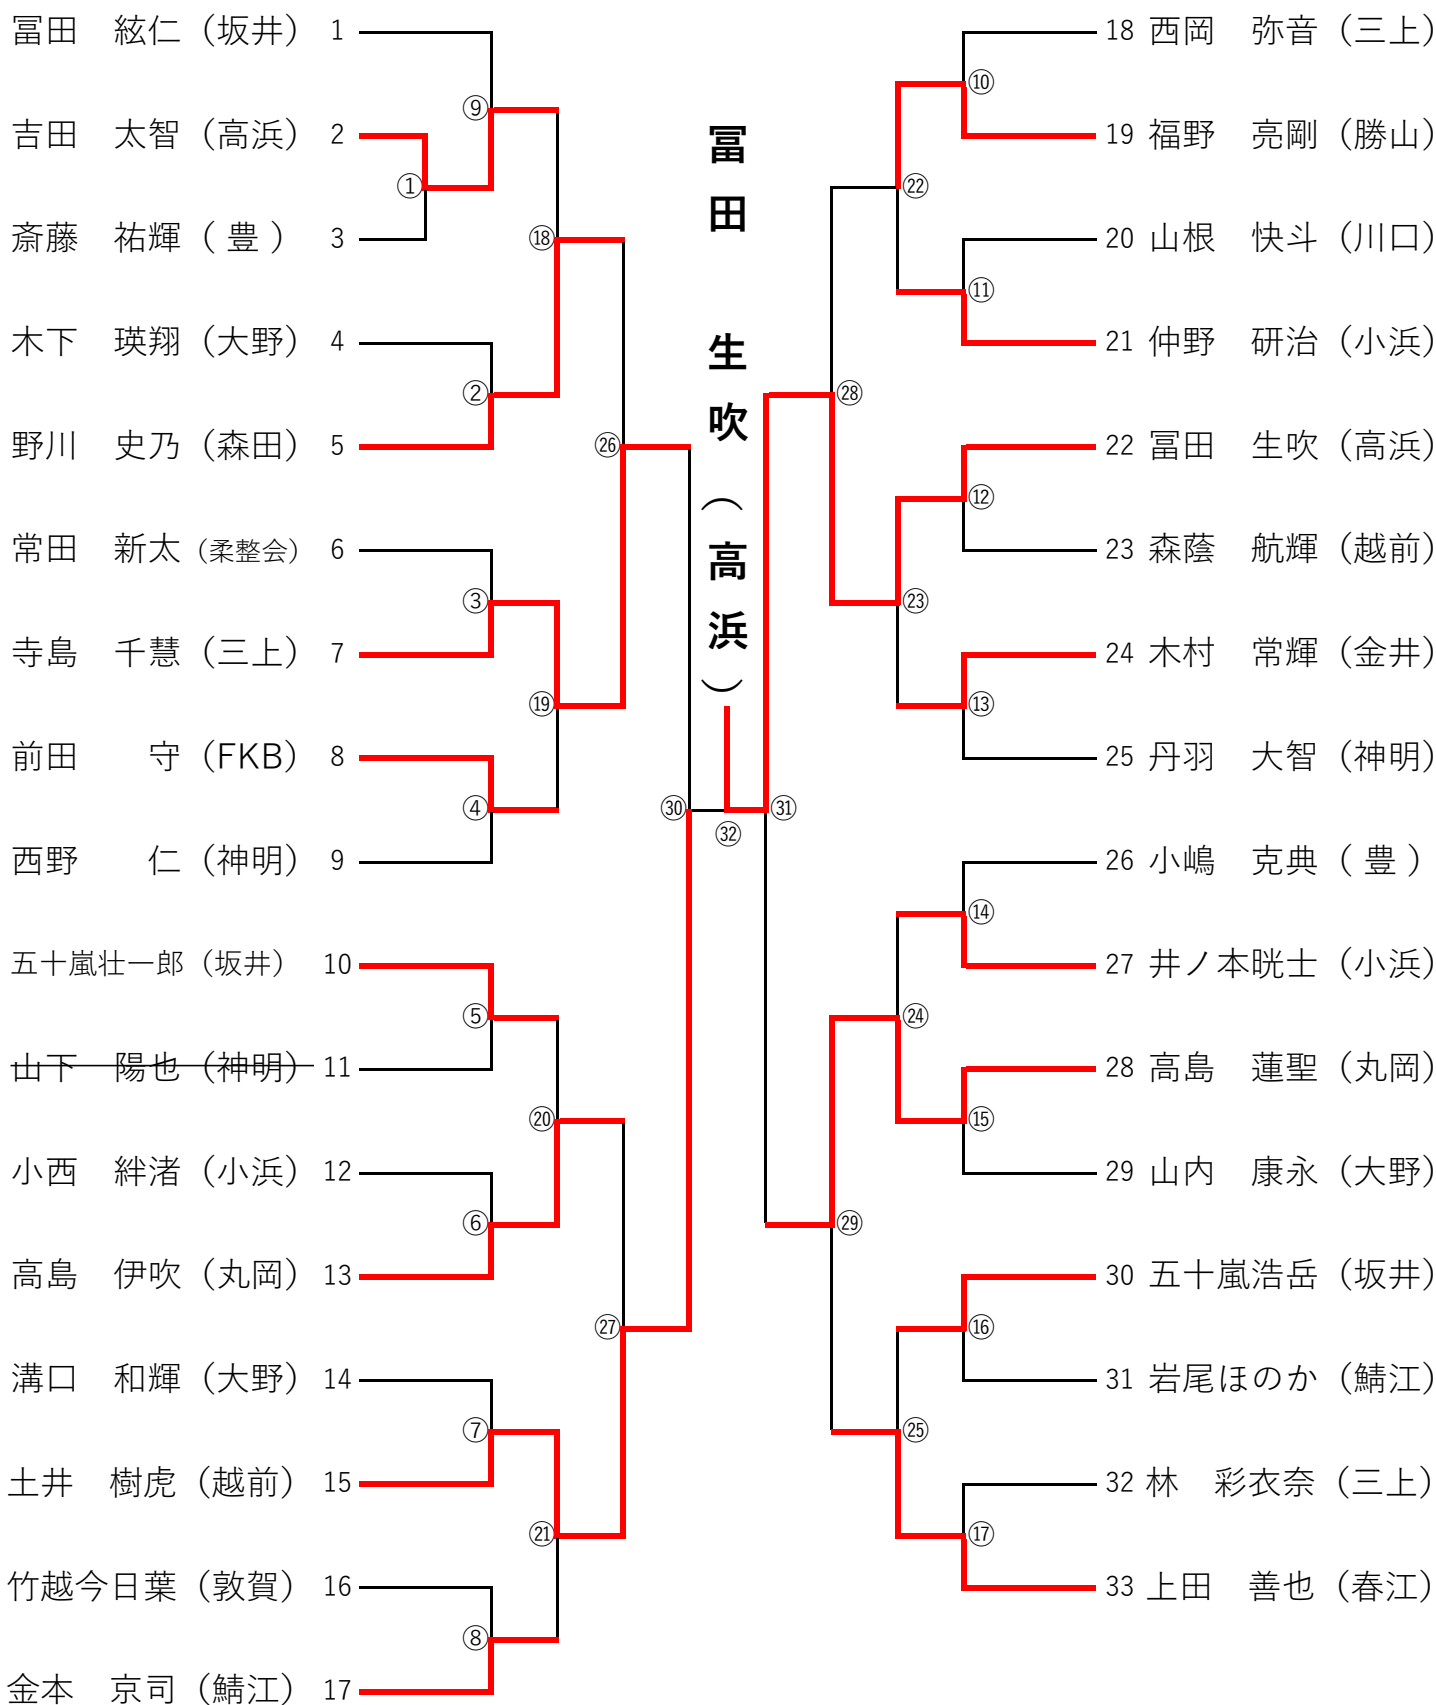 冨田　絃仁（坂井） 1
吉田　太智（高浜） 2
斎藤　祐輝（ 豊 ） 3
木下　瑛翔（大野） 4
野川　史乃（森田） 5
常田　新太（柔整会） 6
寺島　千慧（三上） 7
前田　　守（FKB） 8
西野　　仁（神明） 9
五十嵐壮一郎（坂井） 10
山下　陽也（神明） 11
小西　絆渚（小浜） 12
高島　伊吹（丸岡） 13
溝口　和輝（大野） 14
土井　樹虎（越前） 15
竹越今日葉（敦賀） 16
金本　京司（鯖江） 17
①
②
③
④
⑤
⑥
⑦
⑧
⑨
⑱
⑲
⑳
㉑
㉖
㉗
㉚
冨田　生吹（高浜）
㉜
㉛
㉘
㉙
㉒
㉓
㉔
㉕
⑩
⑪
⑫
⑬
⑭
⑮
⑯
⑰
18 西岡　弥音（三上）
19 福野　亮剛（勝山）
20 山根　快斗（川口）
21 仲野　研治（小浜）
22 冨田　生吹（高浜）
23 森蔭　航輝（越前）
24 木村　常輝（金井）
25 丹羽　大智（神明）
26 小嶋　克典（ 豊 ）
27 井ノ本晄士（小浜）
28 高島　蓮聖（丸岡）
29 山内　康永（大野）
30 五十嵐浩岳（坂井）
31 岩尾ほのか（鯖江）
32 林　彩衣奈（三上）
33 上田　善也（春江）